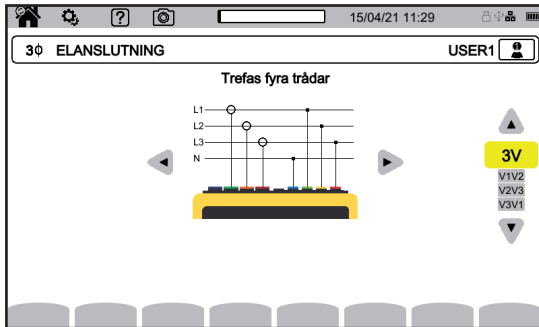 15/04/21 11:29
3ϕ ELANSLUTNING
USER1
Trefas fyra trådar
L1
L2
L3
N
3V
V1V2
V2V3
V3V1